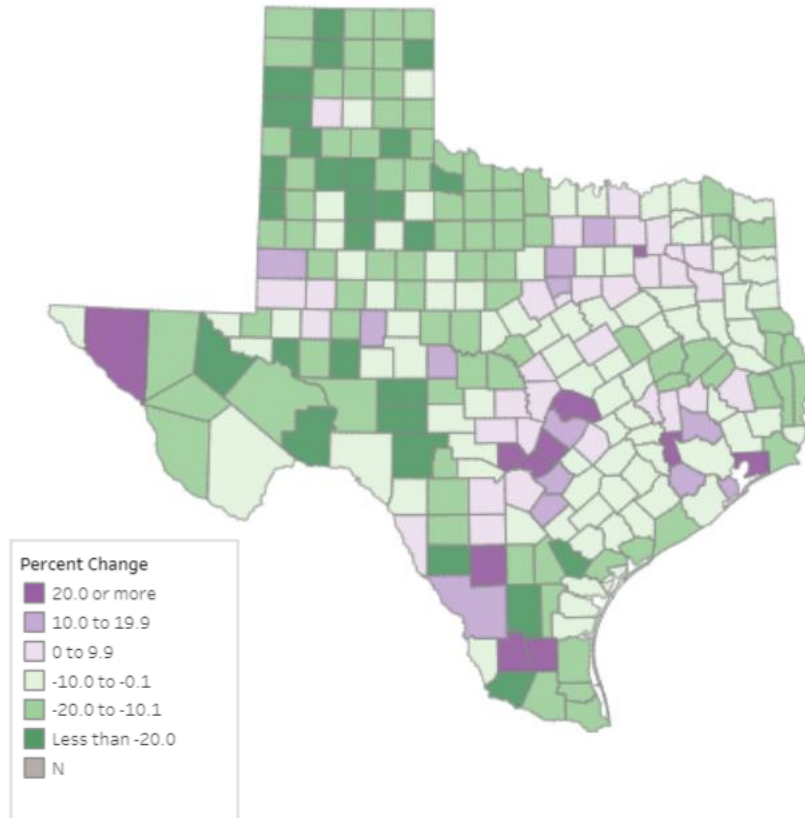 Percent Change
20.0 or more
10.0 to 19.9
0 to 9.9
-10.0 to -0.1
-20.0 to -10.1
Less than -20.0
N